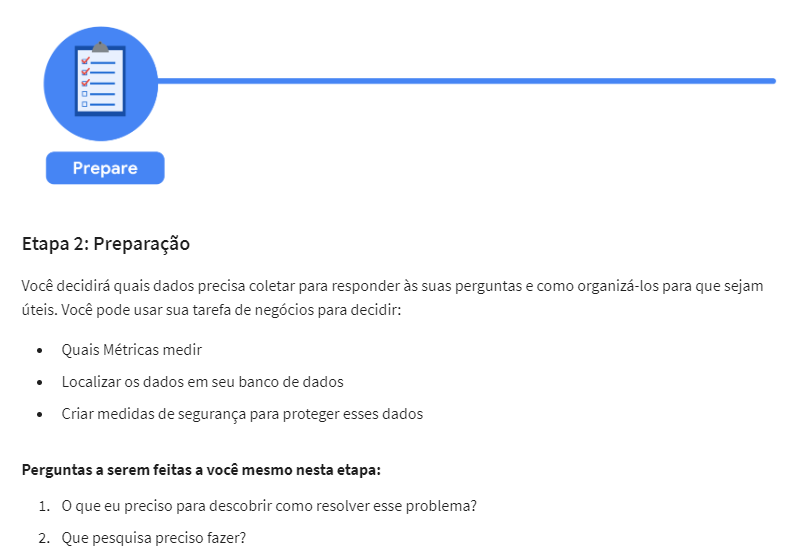 Prepare
Etapa 2: Preparação
Você decidirá quais dados precisa coletar para responder às suas perguntas e como organizá-los para que sejam
úteis. Você pode usar sua tarefa de negócios para decidir:
• Quais Métricas medir
• Localizar os dados em seu banco de dados
• Criar medidas de segurança para proteger esses dados
Perguntas a serem feitas a você mesmo nesta etapa:
1. O que eu preciso para descobrir como resolver esse problema?
2. Que pesquisa preciso fazer?